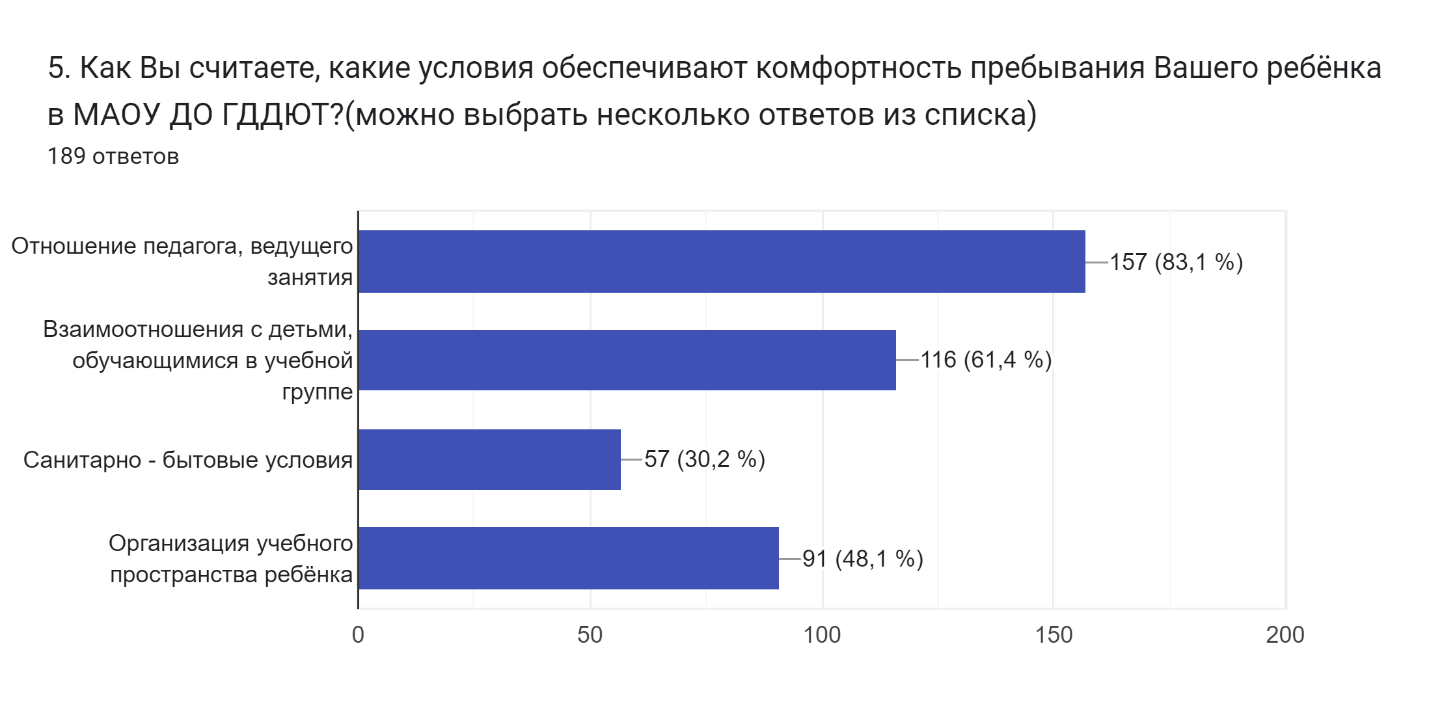 5. Как Вы считаете, какие условия обеспечивают комфортность пребывания Вашего ребёнка
в МАОУ ДО ГДДЮТ?(можно выбрать несколько ответов из списка)
189 ответов
Отношение педагога, ведущего
занятия
157 (83,1 %)
Взаимоотношения с детьми,
обучающимися в учебной
группе
116 (61,4 %)
Санитарно - бытовые условия
57 (30,2 %)
Организация учебного
пространства ребёнка
91 (48,1 %)
0 50 100 150 200